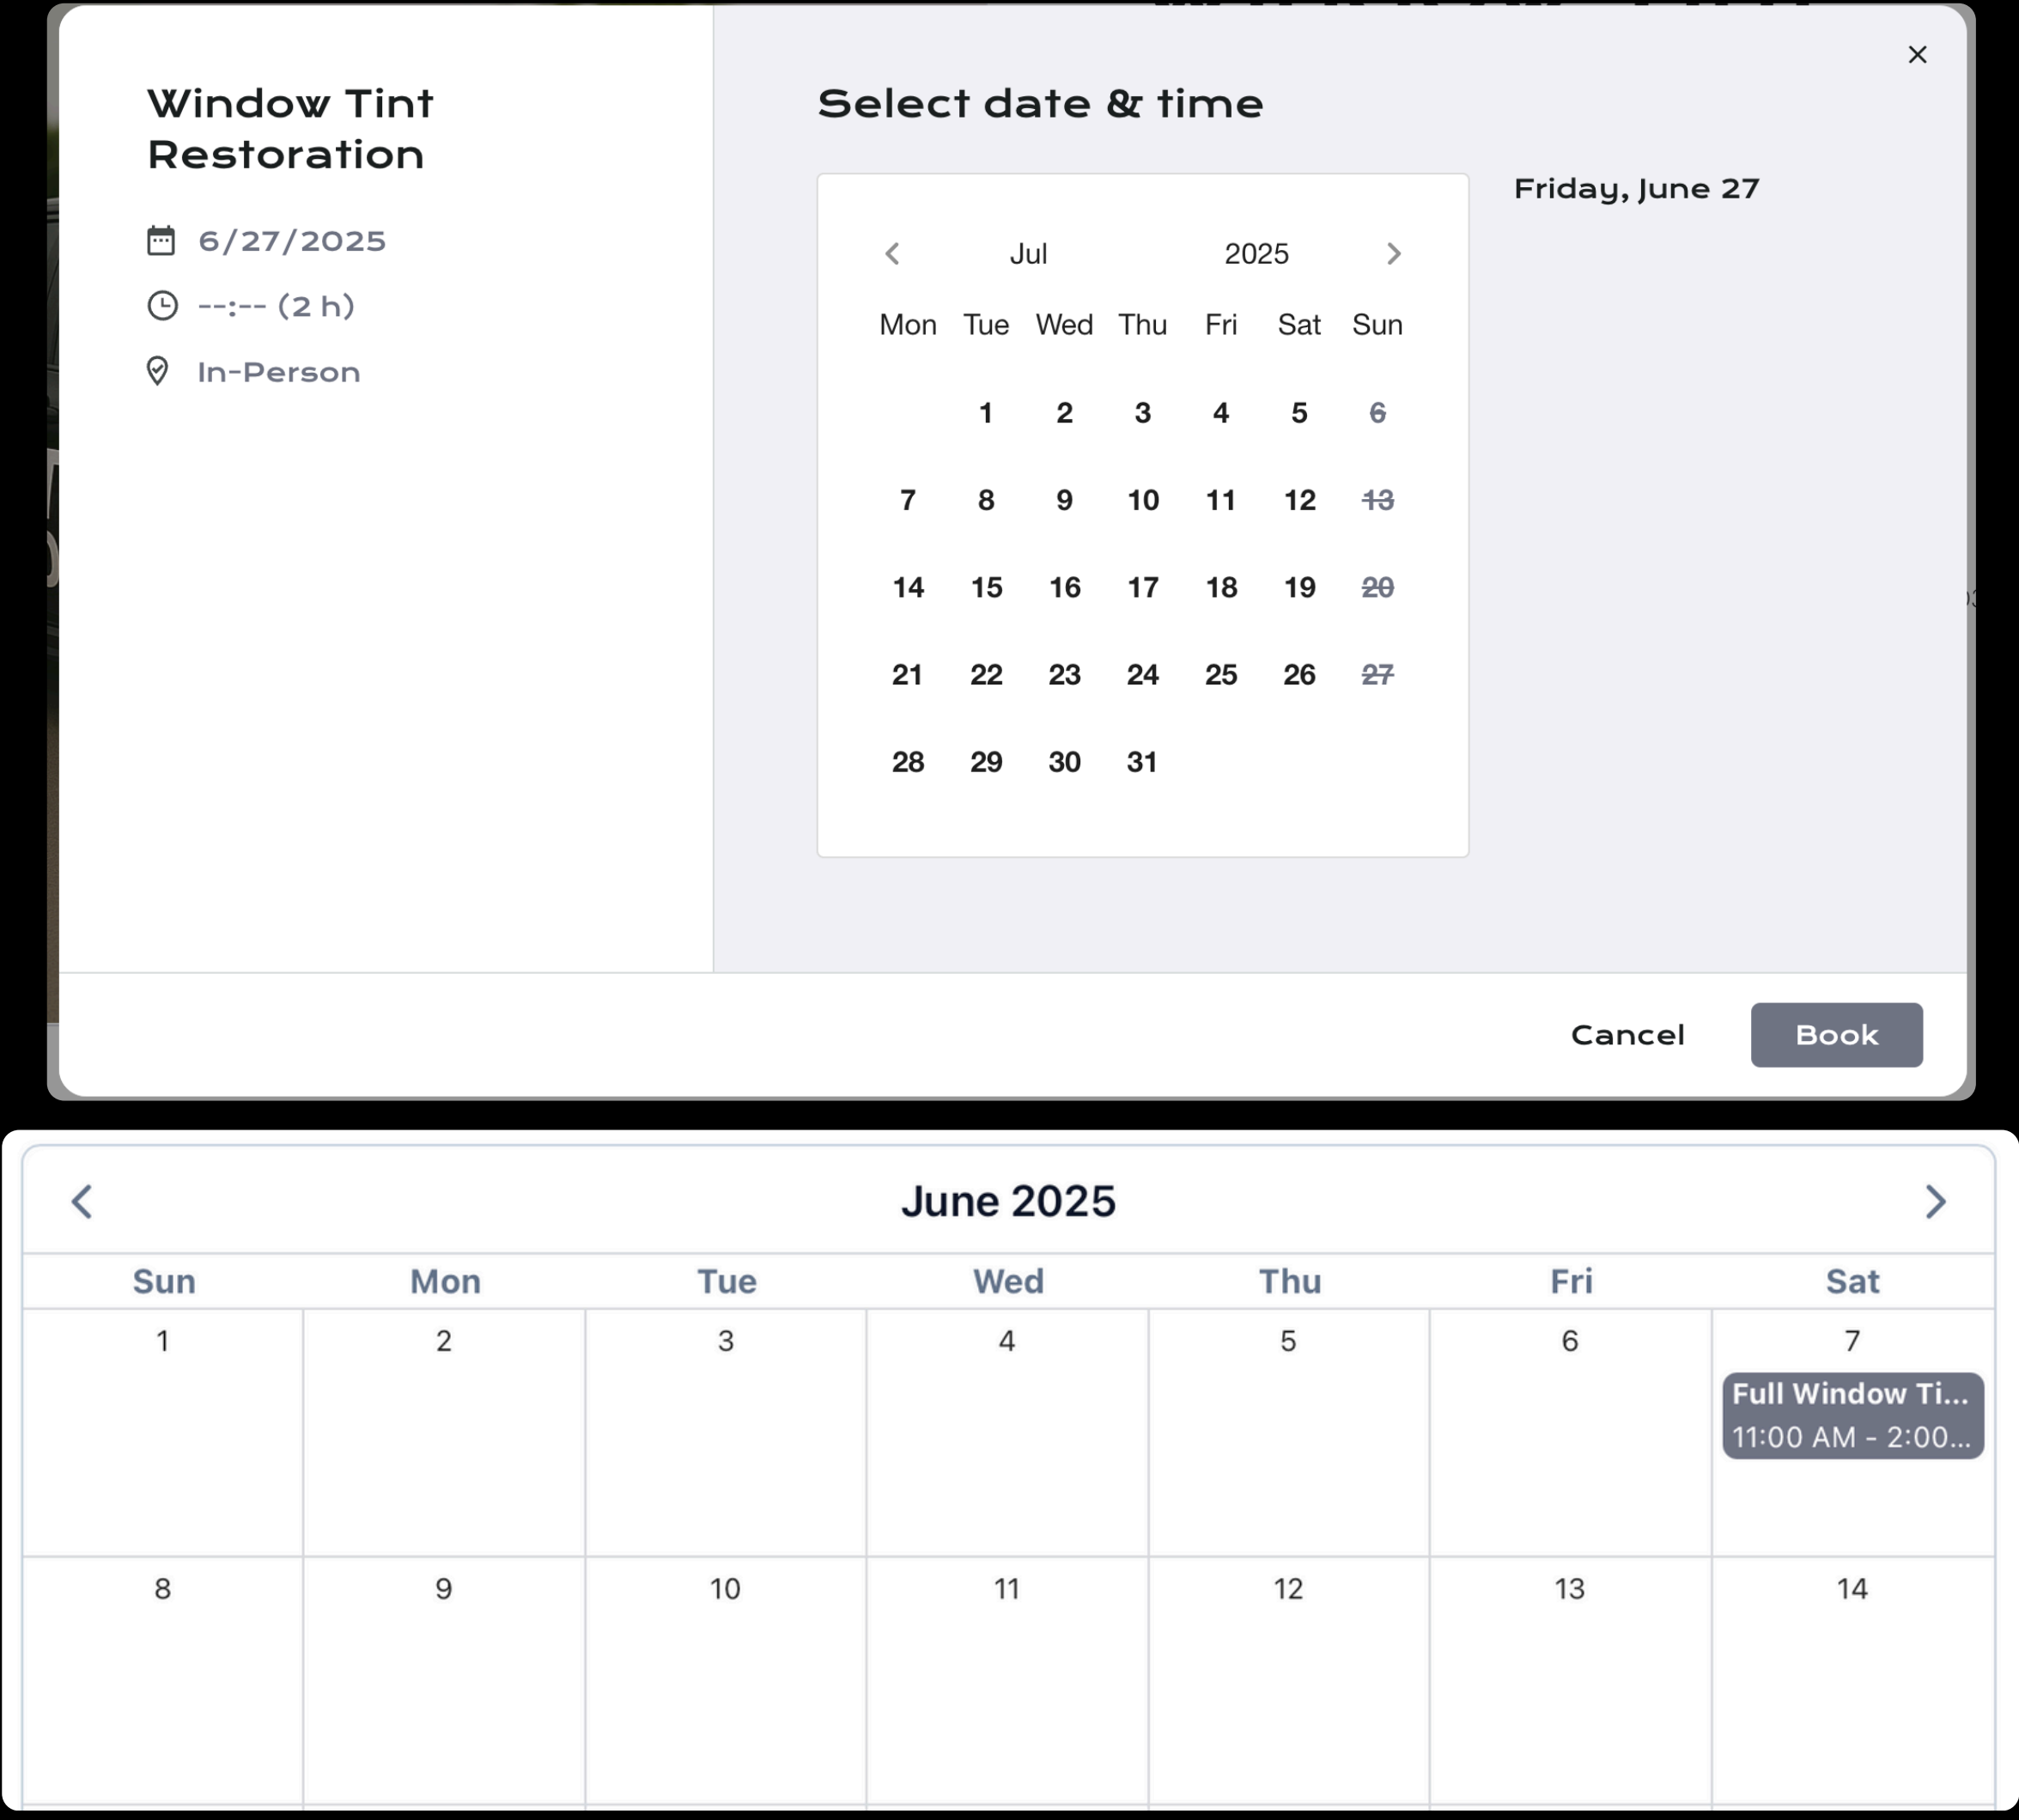 Window Tint
Restoration
6/27/2025
--:-- (2 h)
In-Person
Select date & time
Friday, June 27
Jul 2025
Mon Tue Wed Thu Fri Sat Sun
1 2 3 4 5 6
7 8 9 10 11 12 13
14 15 16 17 18 19 20
21 22 23 24 25 26 27
28 29 30 31
Cancel Book
June 2025
Sun Mon Tue Wed Thu Fri Sat
1 2 3 4 5 6 7
Full Window Ti...
11:00 AM - 2:00...
8 9 10 11 12 13 14